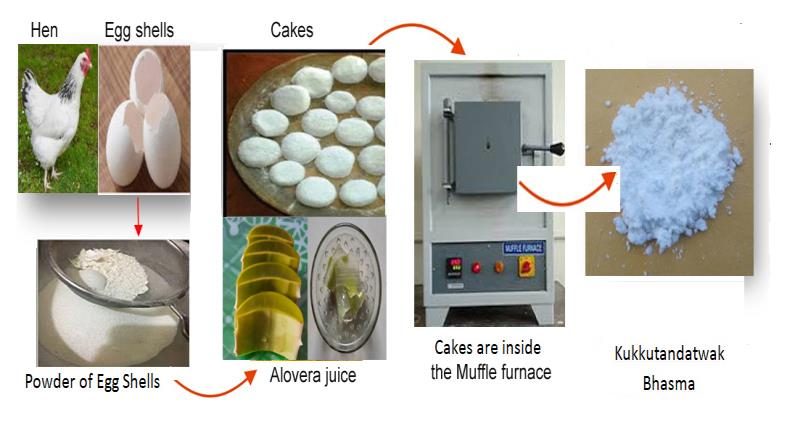 Hen
Egg shells
Cakes
MUFFLE FURNACE
Powder of Egg Shells
Alovera juice
Cakes are inside
the Muffle furnace
Kukkutandatwak
Bhasma